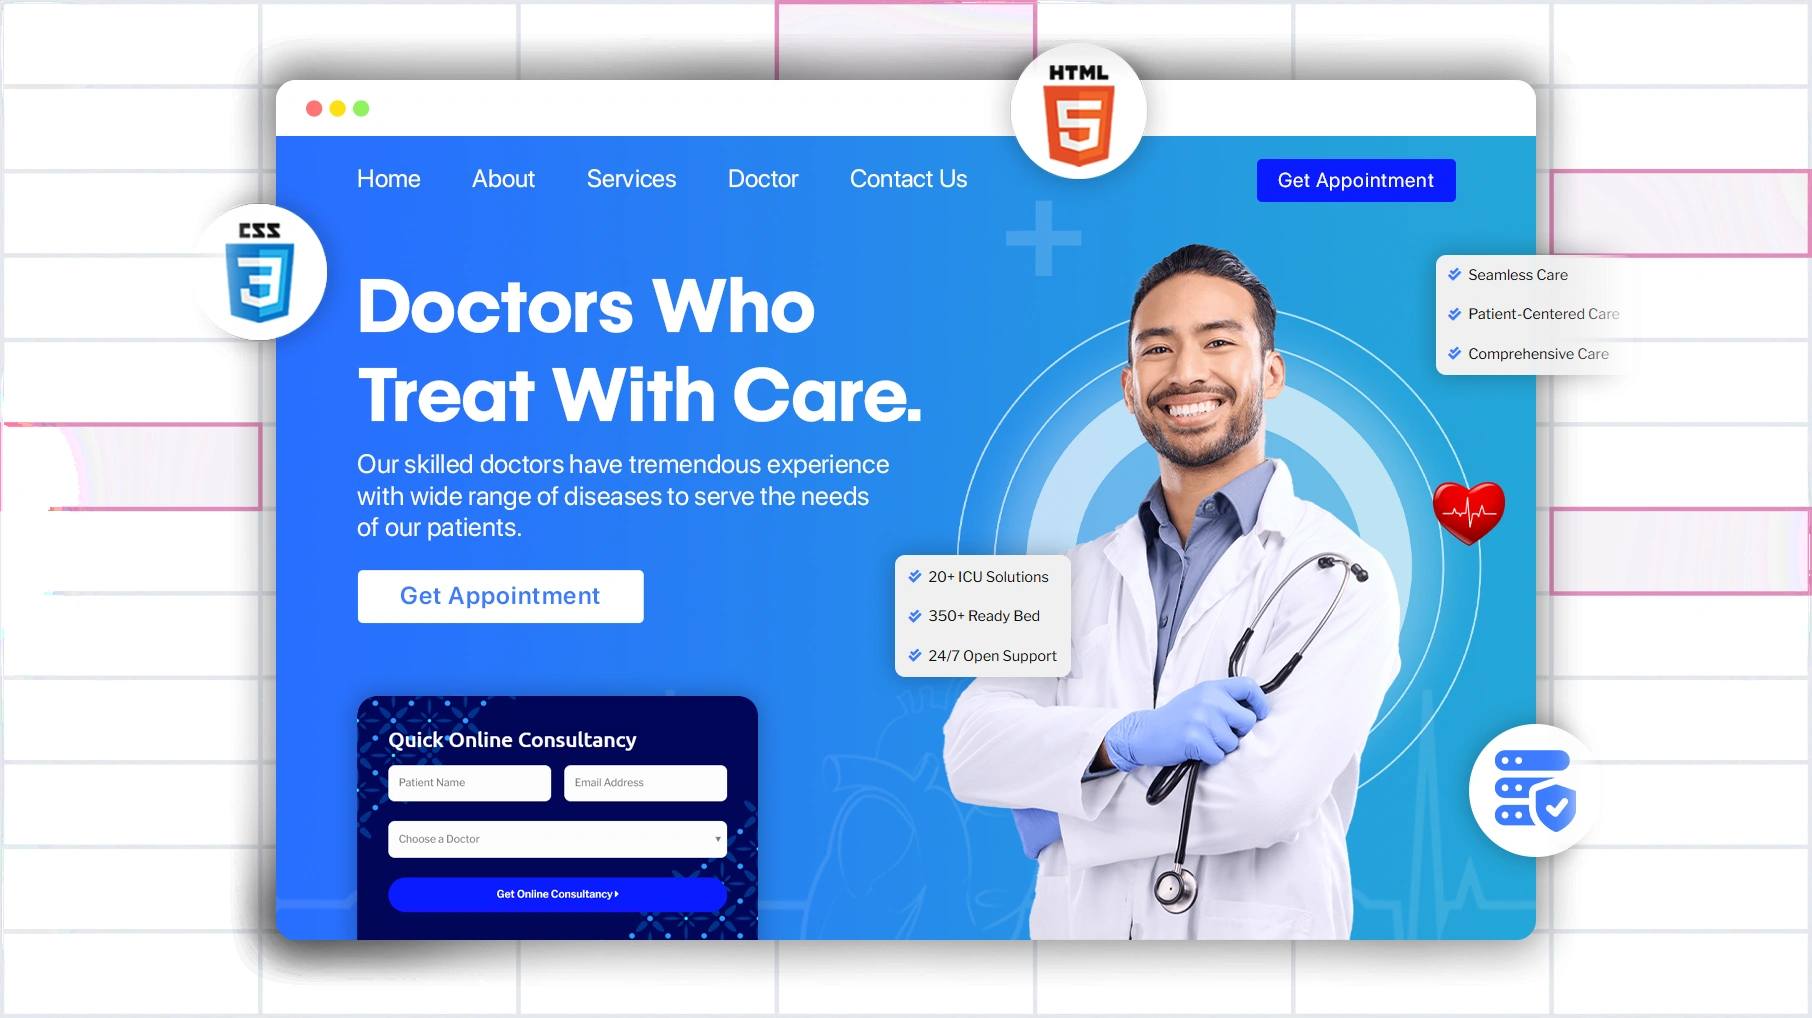 HTML
5
Home About Services Doctor Contact Us
Get Appointment
CSS
3
Doctors Who
Treat With Care.
Our skilled doctors have tremendous experience
with wide range of diseases to serve the needs
of our patients.
Get Appointment
Seamless Care
Patient-Centered Care
Comprehensive Care
20+ ICU Solutions
350+ Ready Bed
24/7 Open Support
Quick Online Consultancy
Patient Name
Email Address
Choose a Doctor
Get Online Consultancy